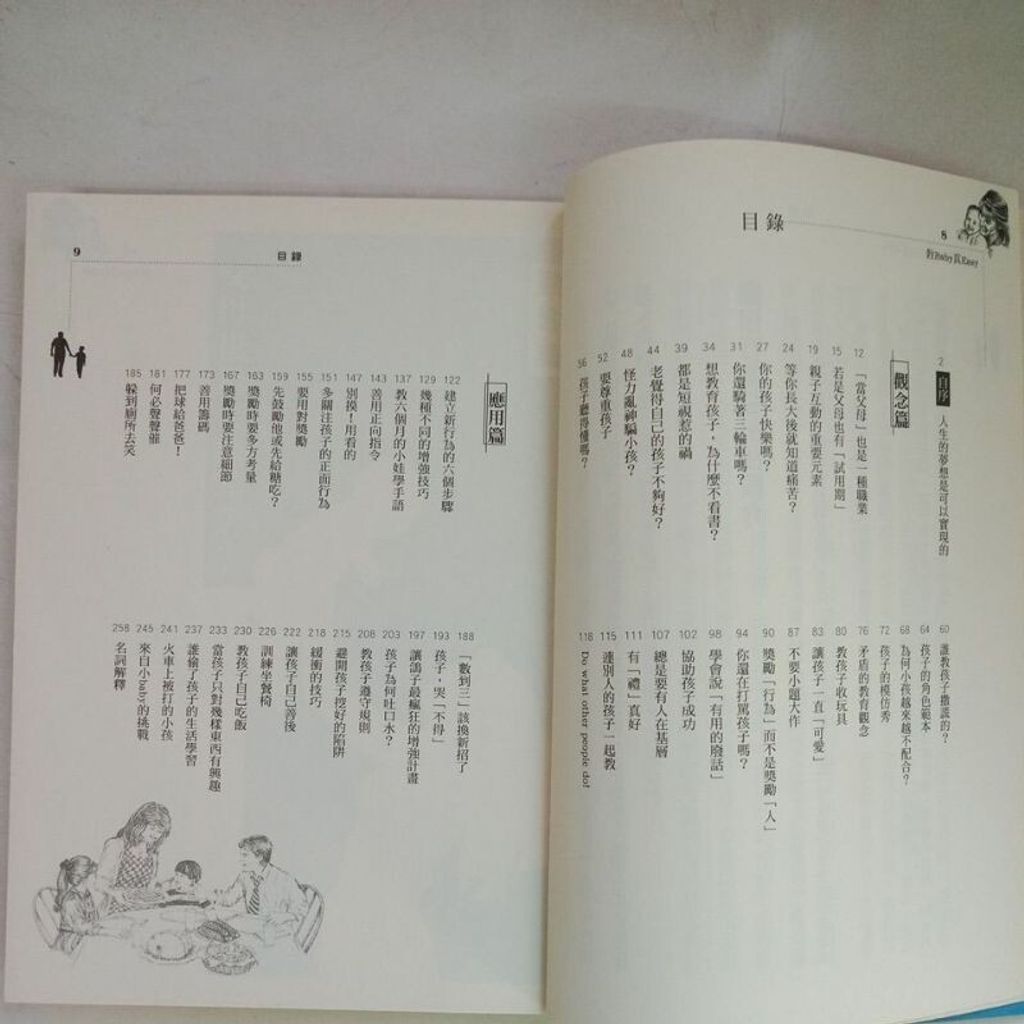 目錄
8
對Baby真Easy
2 自序 人生的夢想是可以實現的
觀念篇
12 「當父母」也是一種職業
15 若是父母也有「試用期」
19 親子互動的重要元素
24 等你長大後就知道痛苦？
27 你的孩子快樂嗎？
31 你還騎著三輪車嗎？
34 想教育孩子，為什麼不看書？
39 都是短視惹的禍
44 老覺得自己的孩子不夠好？
48 怪力亂神騙小孩？
52 要尊重孩子
56 孩子聽得懂嗎？
60 誰教孩子撒謊的？
64 孩子的角色範本
68 為何小孩越來越不配合？
72 孩子的模仿秀
76 矛盾的教育觀念
80 教孩子收玩具
83 讓孩子一直「可愛」
87 不要小題大作
90 獎勵「行為」而不是獎勵「人」
94 你還在打罵孩子嗎？
98 學會說「有用的廢話」
102 協助孩子成功
107 總是要有人在基層
111 有「禮」真好
115 連別人的孩子一起教
118 Do what other people do!
目錄
9
應用篇
122 建立新行為的六個步驟
129 幾種不同的增強技巧
137 教六個月的小娃學手語
143 善用正向指令
147 別摸！用看的
151 多關注孩子的正面行為
155 要用對獎勵
159 先鼓勵他或先給糖吃？
163 獎勵時要多方考量
167 獎勵時要注意細節
173 善用籌碼
177 把球給爸爸！
181 何必聲聲催
185 躲到廁所去笑
188 「數到三」該換新招了
193 孩子，哭「不得」
197 讓鴿子最瘋狂的增強計畫
203 孩子為何吐口水？
208 教孩子遵守規則
215 避開孩子挖好的陷阱
218 緩衝的技巧
222 讓孩子自己善後
226 訓練坐餐椅
230 教孩子自己吃飯
233 當孩子只對幾樣東西有興趣
237 誰偷了孩子的生活學習
241 火車上被打的小孩
245 來自小baby的挑戰
258 名詞解釋